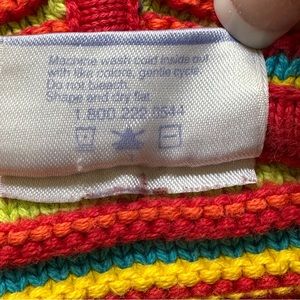 Machine wash cold inside out
with like colors, gentle cycle.
Do not bleach.
Shape and dry flat.
1.800.222.0544